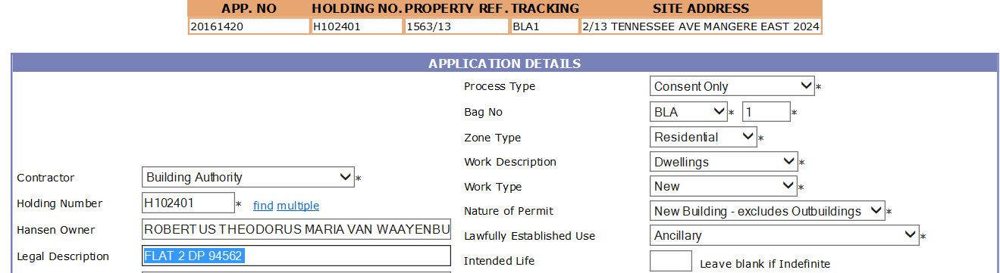 APP. NO HOLDING NO. PROPERTY REF. TRACKING SITE ADDRESS
20161420 H102401 1563/13 BLA1 2/13 TENNESSEE AVE MANGERE EAST 2024
APPLICATION DETAILS
Process Type Consent Only *
Bag No BLA * 1 *
Zone Type Residential *
Work Description Dwellings *
Contractor Building Authority *
Work Type New *
Holding Number H102401 * find multiple
Nature of Permit New Building - excludes Outbuildings *
Hansen Owner ROBERTUS THEODORUS MARIA VAN WAAYENBU
Lawfully Established Use Ancillary *
Legal Description FLAT 2 DP 94562
Intended Life Leave blank if Indefinite